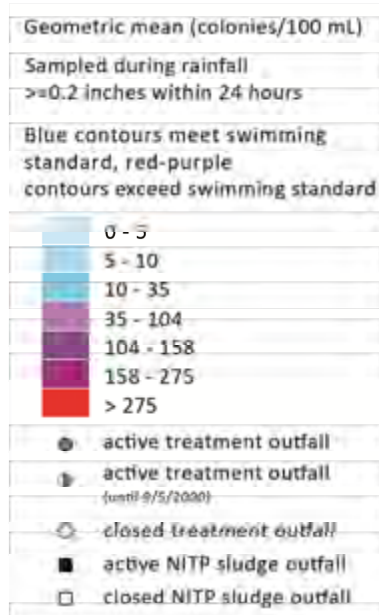 Geometric mean (colonies/100 mL)
Sampled during rainfall
>=0.2 inches within 24 hours
Blue contours meet swimming
standard, red-purple
contours exceed swimming standard
0 - 5
5 - 10
10 - 35
35 - 104
104 - 158
158 - 275
> 275
active treatment outfall
active treatment outfall
(until 9/5/2000)
closed treatment outfall
active NITP sludge outfall
closed NITP sludge outfall